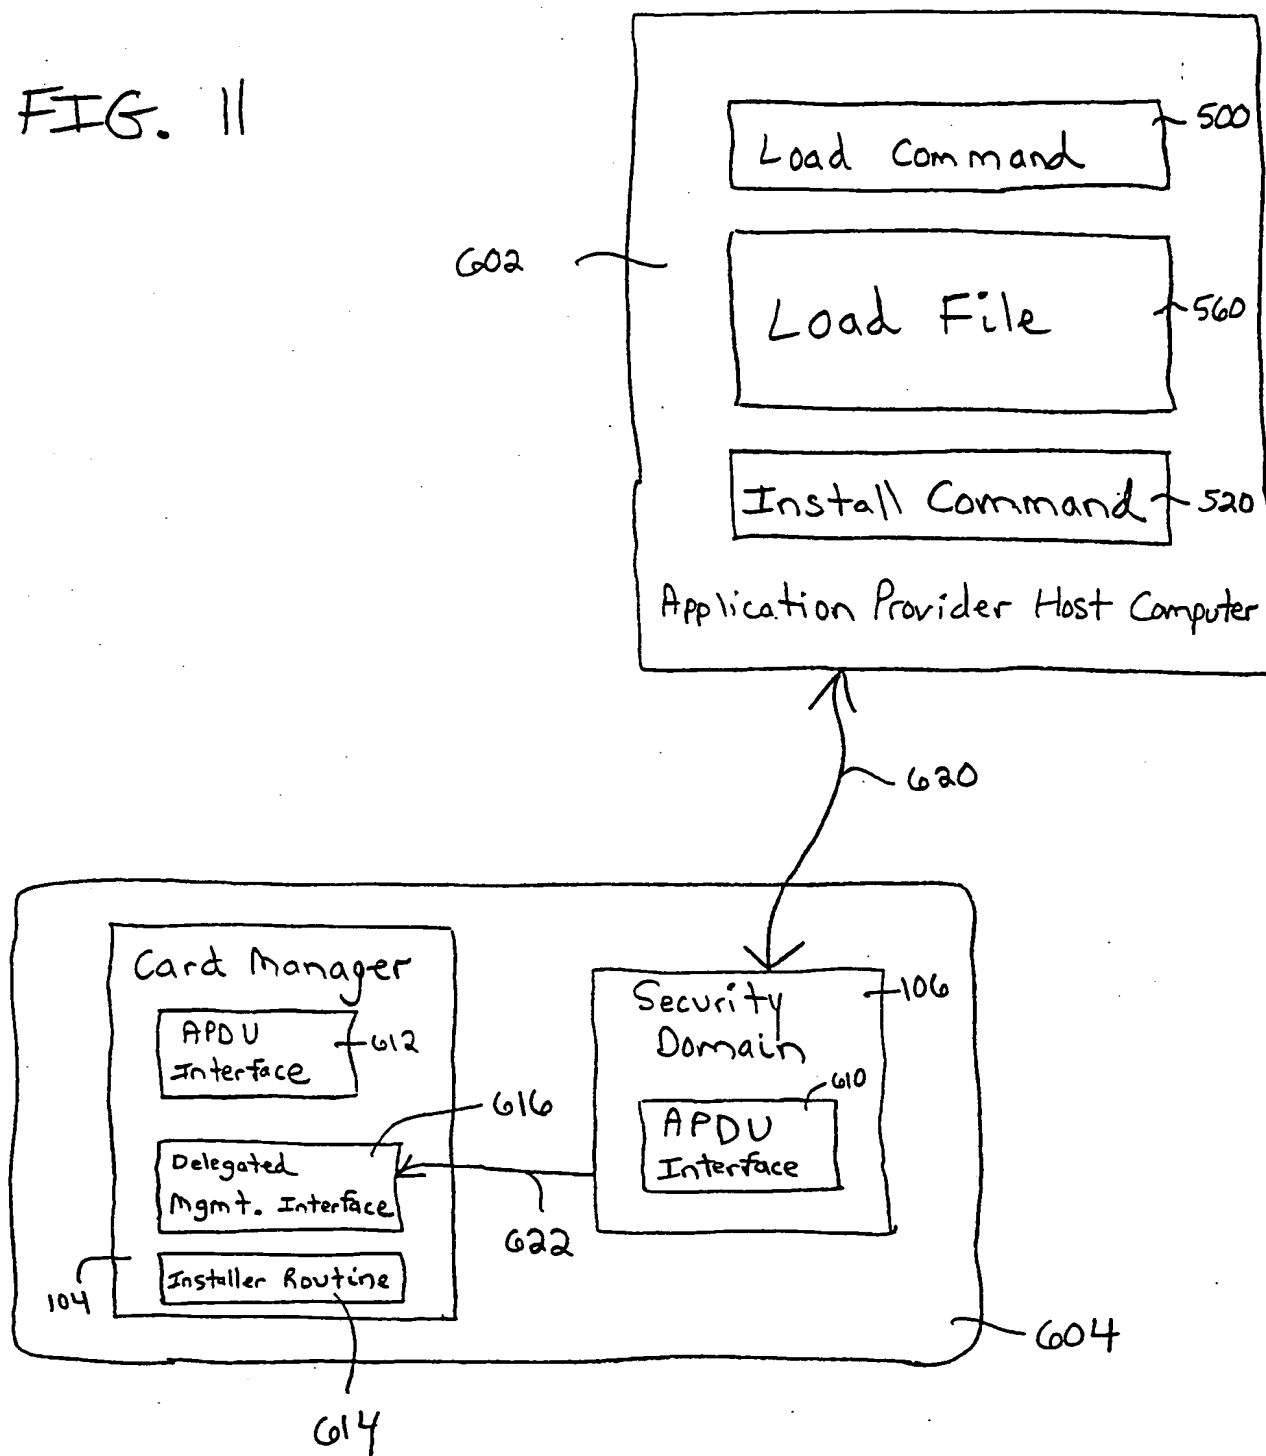 FIG. 11
Load Command
500
602
Load File
560
Install Command
520
Application Provider Host Computer
620
Card Manager
APDU
Interface
612
616
Delegated
Mgmt. Interface
622
Installer Routine
104
614
Security
Domain
106
610
APDU
Interface
604